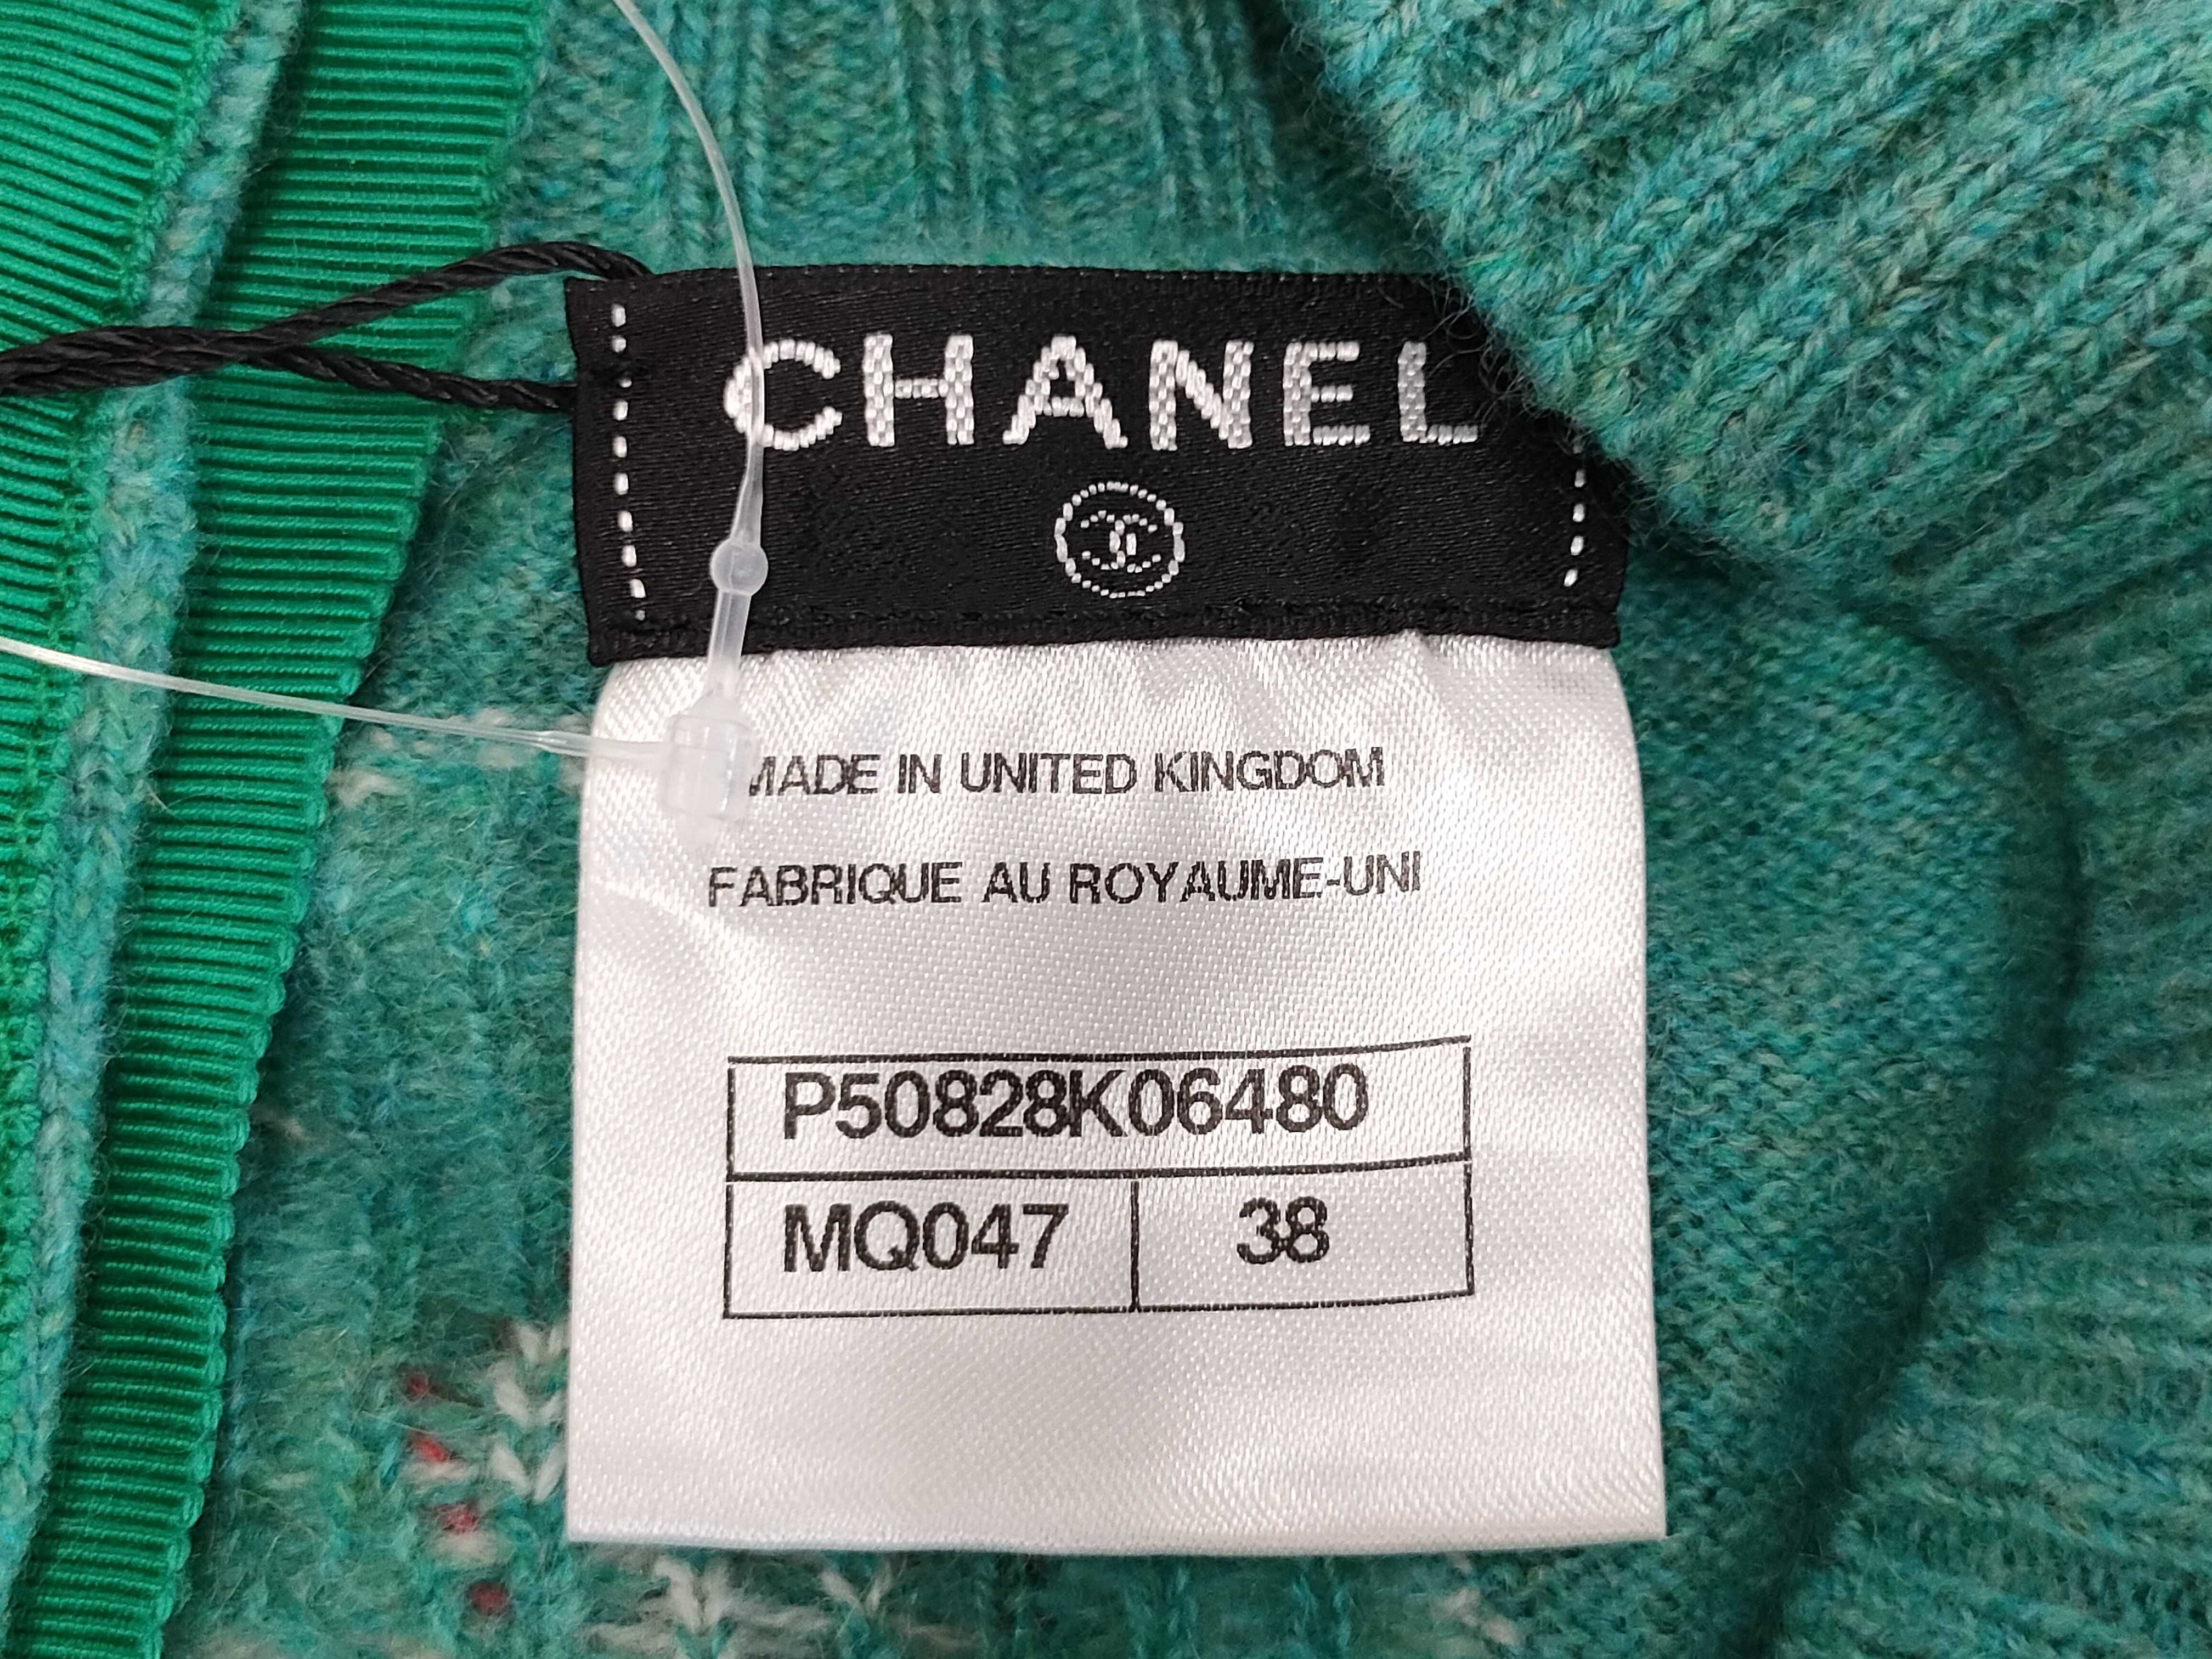 CHANEL
MADE IN UNITED KINGDOM
FABRIQUE AU ROYAUME-UNI
P50828K06480
MQ047 38